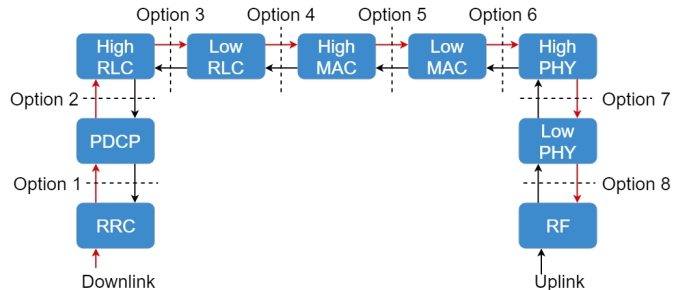 Option 3
Option 4
Option 5
Option 6
High
RLC
Low
RLC
High
MAC
Low
MAC
High
PHY
Option 2
Option 7
PDCP
Low
PHY
Option 1
Option 8
RRC
RF
Downlink
Uplink